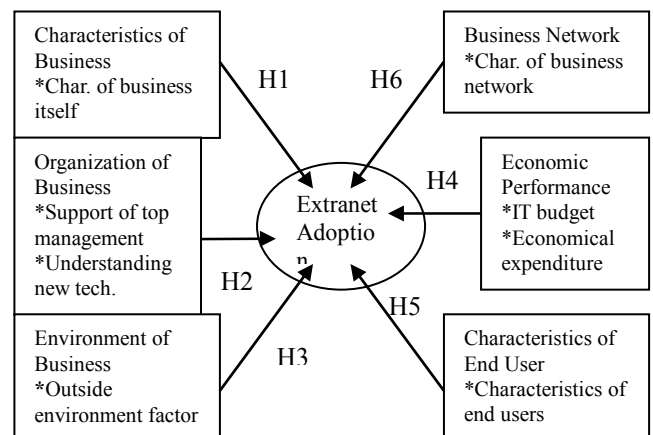 Characteristics of
Business
*Char. of business
itself
H1
H6
Business Network
*Char. of business
network
Organization of
Business
*Support of top
management
*Understanding
new tech.
H2
Extranet
Adoptio
n
H4
Economic
Performance
*IT budget
*Economical
expenditure
Environment of
Business
*Outside
environment factor
H3
H5
Characteristics of
End User
*Characteristics of
end users